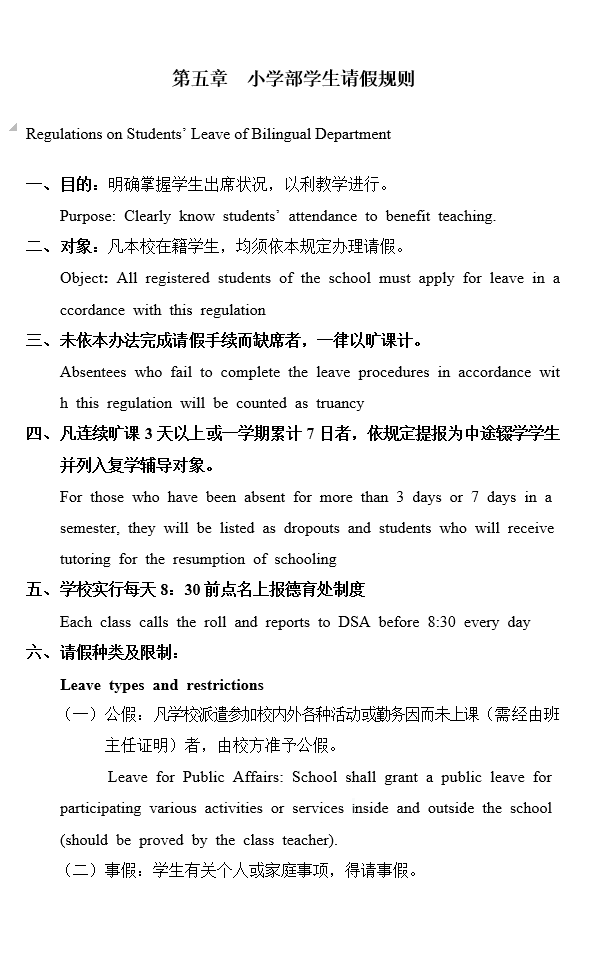 第五章 小学部学生请假规则
Regulations on Students’ Leave of Bilingual Department
一、目的：明确掌握学生出席状况，以利教学进行。
Purpose: Clearly know students’ attendance to benefit teaching.
二、对象：凡本校在籍学生，均须依本规定办理请假。
Object: All registered students of the school must apply for leave in a
ccordance with this regulation
三、未依本办法完成请假手续而缺席者，一律以旷课计。
Absentees who fail to complete the leave procedures in accordance wit
h this regulation will be counted as truancy
四、凡连续旷课 3 天以上或一学期累计 7 日者，依规定提报为中途辍学学生
并列入复学辅导对象。
For those who have been absent for more than 3 days or 7 days in a
semester, they will be listed as dropouts and students who will receive
tutoring for the resumption of schooling
五、学校实行每天 8：30 前点名上报德育处制度
Each class calls the roll and reports to DSA before 8:30 every day
六、请假种类及限制：
Leave types and restrictions
（一）公假：凡学校派遣参加校内外各种活动或勤务因而未上课（需经由班
主任证明）者，由校方准予公假。
Leave for Public Affairs: School shall grant a public leave for
participating various activities or services inside and outside the school
(should be proved by the class teacher).
（二）事假：学生有关个人或家庭事项，得请事假。